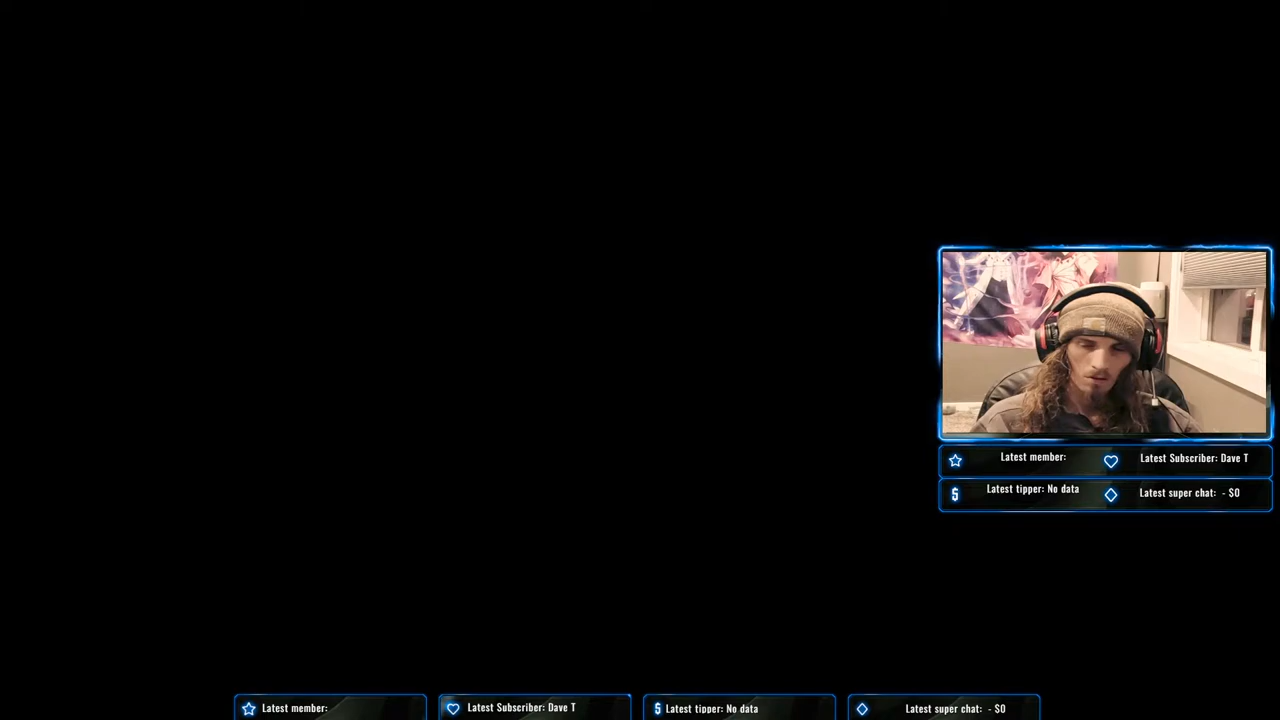 Latest member:
Latest Subscriber: Dave T
Latest tipper: No data
Latest super chat: - $0
Latest member:
Latest Subscriber: Dave T
Latest tipper: No data
Latest super chat: - $0